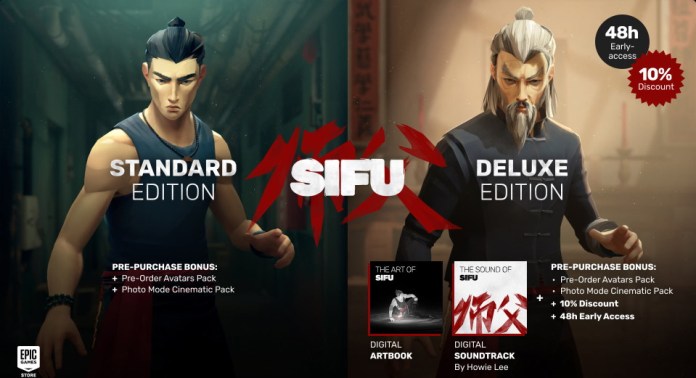 48h
Early-
access
10%
Discount
STANDARD
EDITION
师父
SIFU
DELUXE
EDITION
PRE-PURCHASE BONUS:
+ Pre-Order Avatars Pack
+ Photo Mode Cinematic Pack
THE ART OF
SIFU
DIGITAL
ARTBOOK
THE SOUND OF
SIFU
师父
DIGITAL
SOUNDTRACK
By Howie Lee
+
PRE-PURCHASE BONUS:
• Pre-Order Avatars Pack
• Photo Mode Cinematic Pack
+ 10% Discount
+ 48h Early Access
EPIC
GAMES
STORE